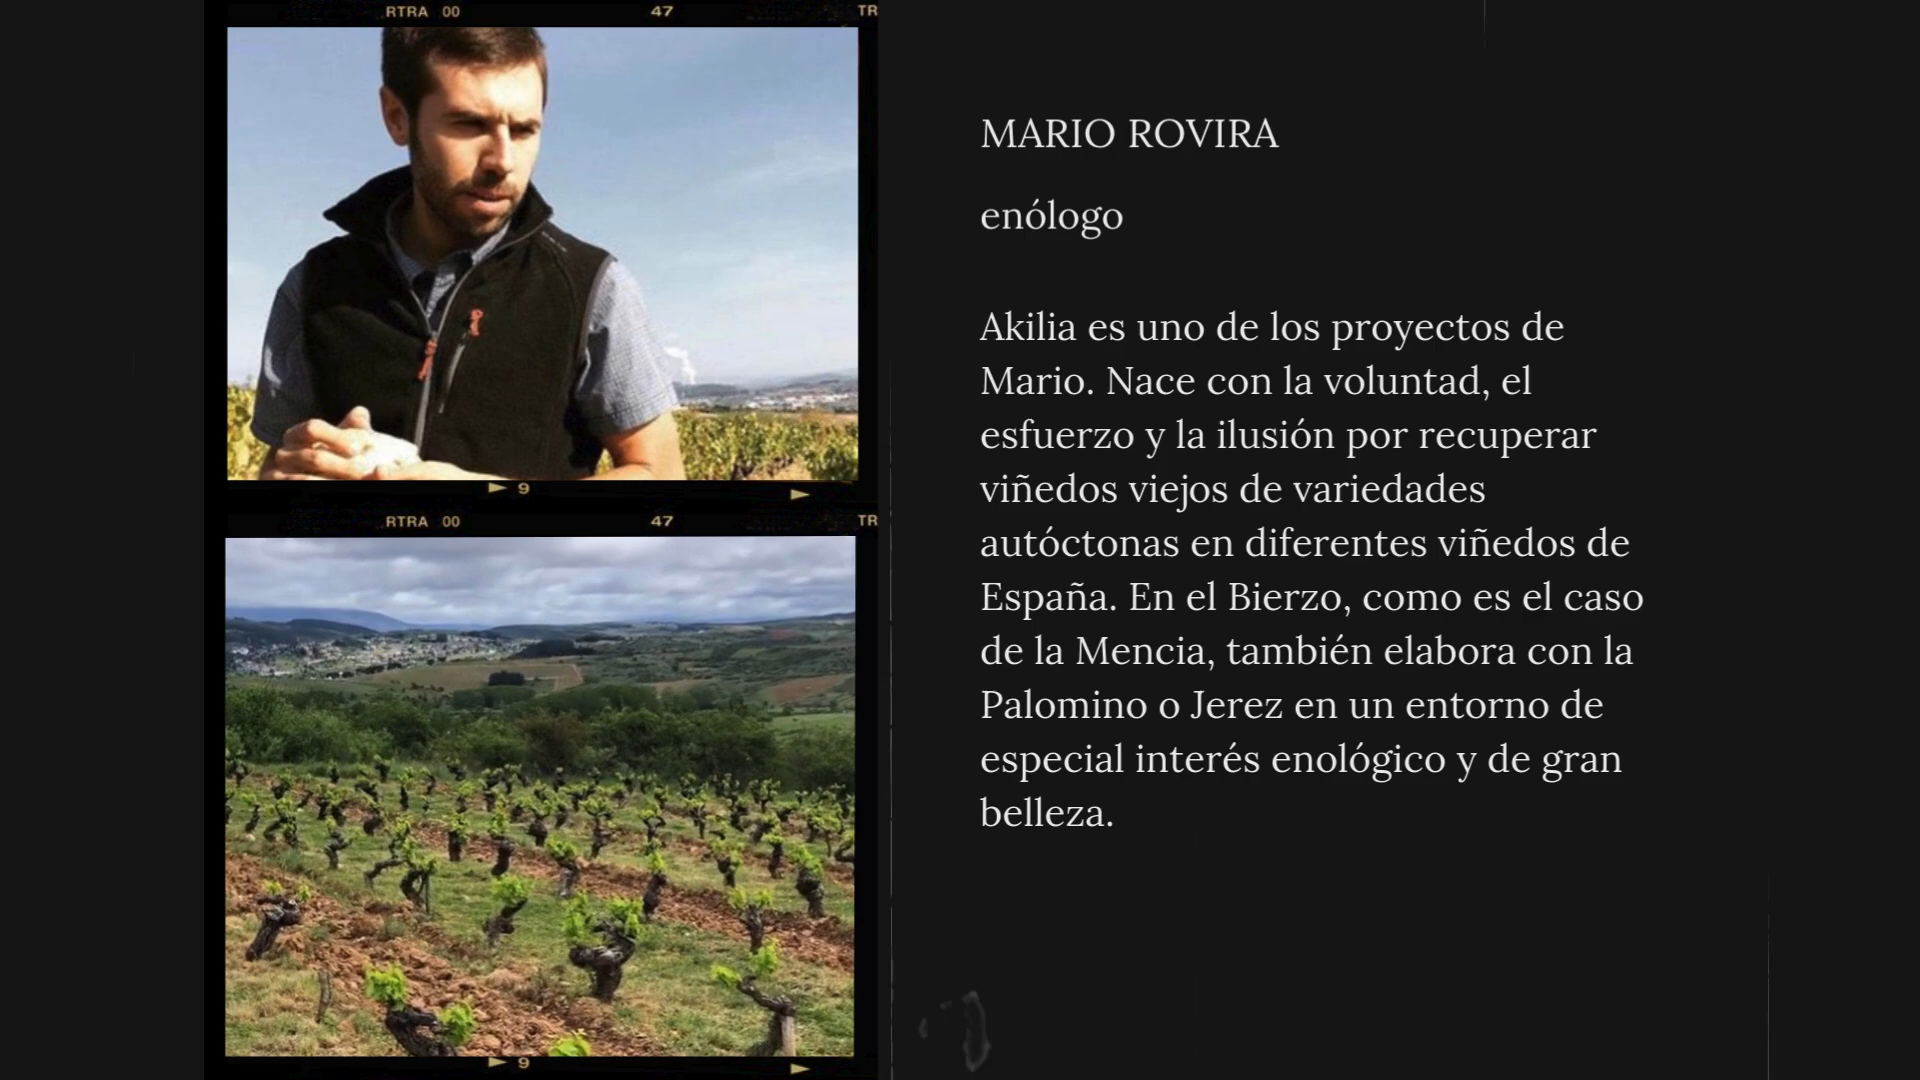 RTRA 00 47 TR
9
RTRA 00 47 TR
9
MARIO ROVIRA
enólogo
Akilia es uno de los proyectos de
Mario. Nace con la voluntad, el
esfuerzo y la ilusión por recuperar
viñedos viejos de variedades
autóctonas en diferentes viñedos de
España. En el Bierzo, como es el caso
de la Mencia, también elabora con la
Palomino o Jerez en un entorno de
especial interés enológico y de gran
belleza.